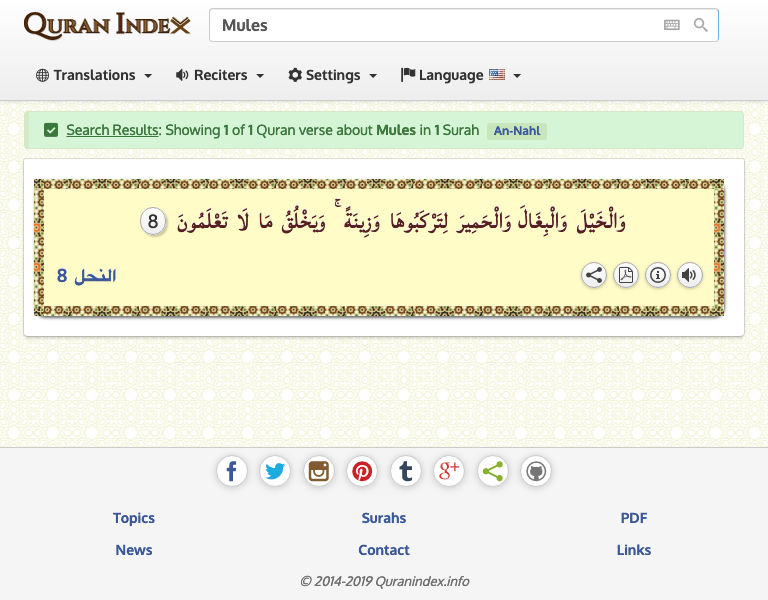 Quran Index
Mules
Translations
Reciters
Settings
Language
Search Results: Showing 1 of 1 Quran verse about Mules in 1 Surah An-Nahl
وَالْخَيْلَ وَالْبِغَالَ وَالْحَمِيرَ لِتَرْكَبُوهَا وَزِينَةً ۚ وَيَخْلُقُ مَا لَا تَعْلَمُونَ 8
النحل 8
Topics
Surahs
PDF
News
Contact
Links
© 2014-2019 Quranindex.info